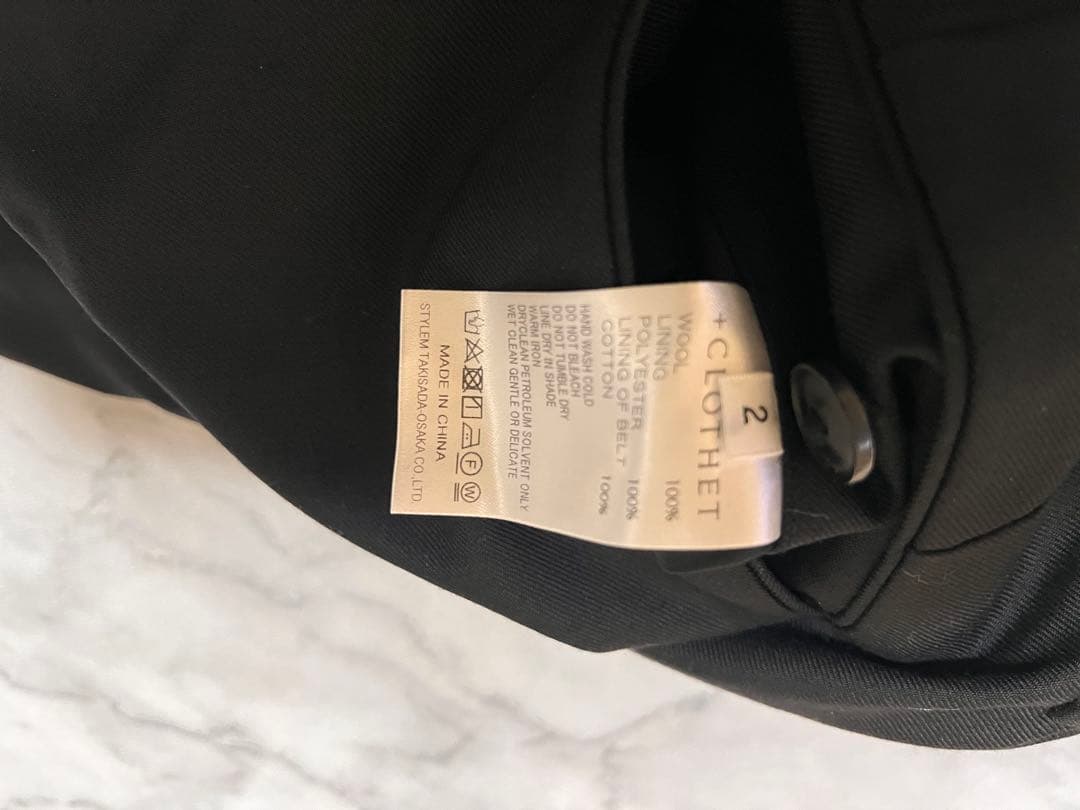 2
+CLOTHET
WOOL 100%
LINING
POLYESTER 100%
LINING OF BELT
COTTON 100%
HAND WASH COLD
DO NOT BLEACH
DO NOT TUMBLE DRY
LINE DRY IN SHADE
WARM IRON
DRYCLEAN PETROLEUM SOLVENT ONLY
WET CLEAN GENTLE OR DELICATE
F W
MADE IN CHINA
STYLEM TAKISADA-OSAKA CO.,LTD.